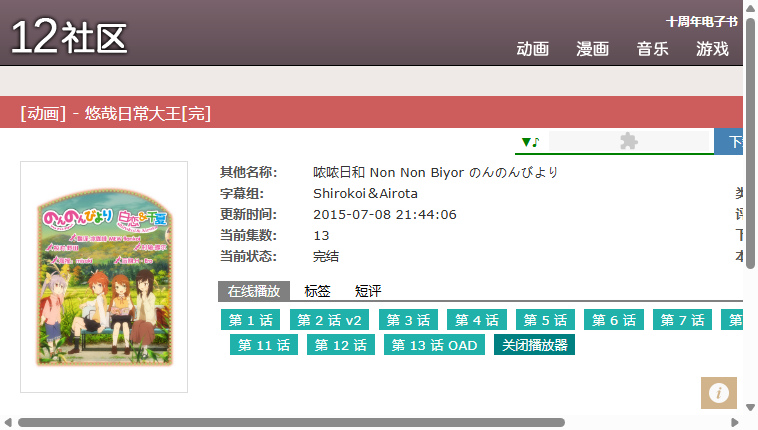 12社区
十周年电子书
动画 漫画 音乐 游戏
[动画] - 悠哉日常大王[完]
▼♪
下
其他名称: 哝哝日和 Non Non Biyor のんのんびより
字幕组: Shirokoi＆Airota
更新时间: 2015-07-08 21:44:06
当前集数: 13
当前状态: 完结
のんのんびより
在线播放 标签 短评
第 1 话 第 2 话 v2 第 3 话 第 4 话 第 5 话 第 6 话 第 7 话 第
第 11 话 第 12 话 第 13 话 OAD 关闭播放器